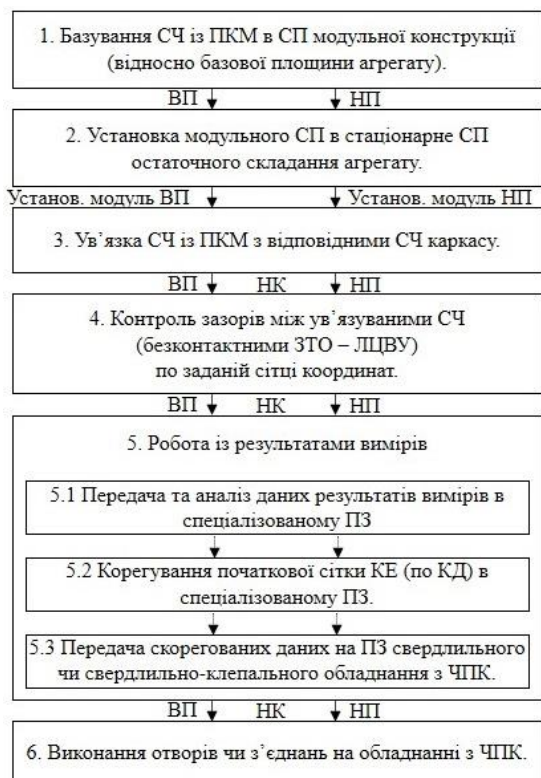 1. Базування СЧ із ПКМ в СП модульної конструкції
(відносно базової площини агрегату).
ВП НП
2. Установка модульного СП в стаціонарне СП
остаточного складання агрегату.
Установ. модуль ВП Установ. модуль НП
3. Ув’язка СЧ із ПКМ з відповідними СЧ каркасу.
ВП НК НП
4. Контроль зазорів між ув’язуваними СЧ
(безконтактними ЗТО – ЛЦВУ)
по заданій сітці координат.
ВП НК НП
5. Робота із результатами вимірів
5.1 Передача та аналіз даних результатів вимірів в
спеціалізованому ПЗ
5.2 Корегування початкової сітки КЕ (по КД) в
спеціалізованому ПЗ.
5.3 Передача скорегованих даних на ПЗ свердлильного
чи свердлильно-клепального обладнання з ЧПК.
ВП НК НП
6. Виконання отворів чи з’єднань на обладнанні з ЧПК.